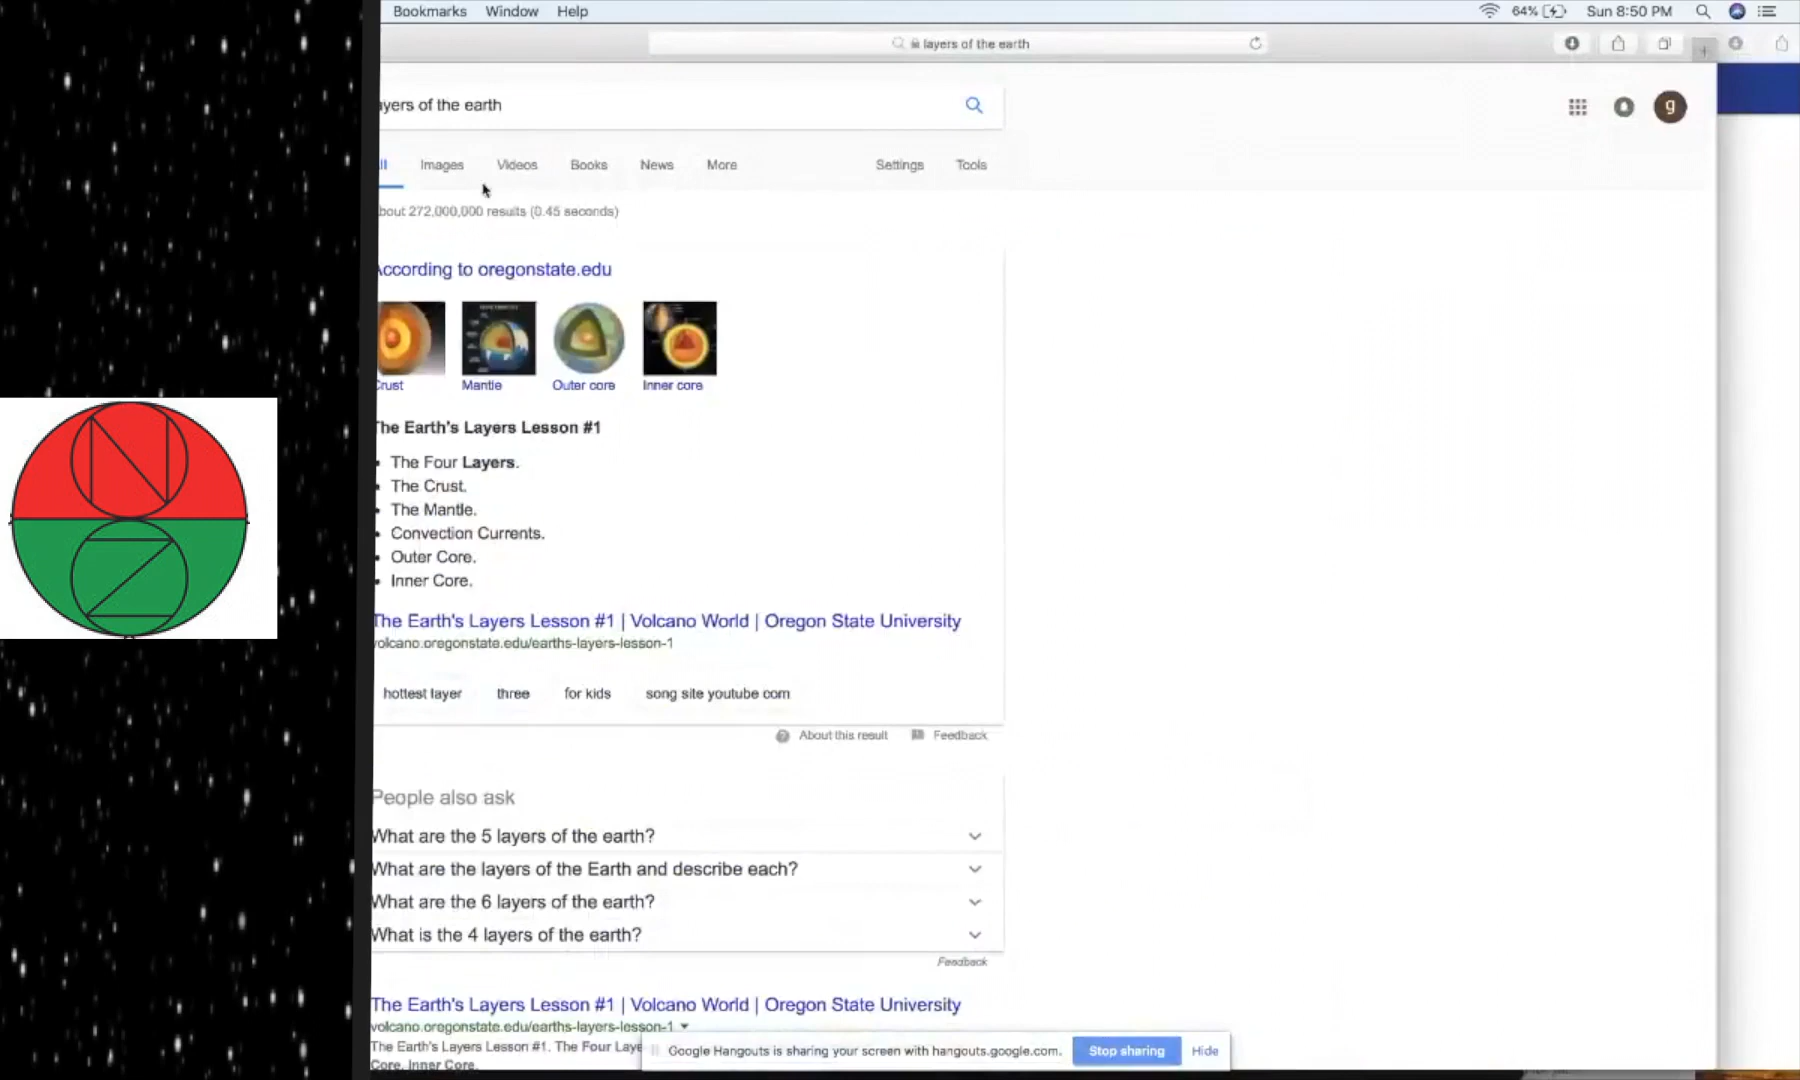 Bookmarks Window Help 64% Sun 8:50 PM
layers of the earth
ayers of the earth
g
ll Images Videos Books News More Settings Tools
bout 272,000,000 results (0.45 seconds)
According to oregonstate.edu
Crust Mantle Outer core Inner core
The Earth's Layers Lesson #1
• The Four Layers.
• The Crust.
• The Mantle.
• Convection Currents.
• Outer Core.
• Inner Core.
The Earth's Layers Lesson #1 | Volcano World | Oregon State University
volcano.oregonstate.edu/earths-layers-lesson-1
hottest layer three for kids song site youtube com
About this result Feedback
People also ask
What are the 5 layers of the earth?
What are the layers of the Earth and describe each?
What are the 6 layers of the earth?
What is the 4 layers of the earth?
Feedback
The Earth's Layers Lesson #1 | Volcano World | Oregon State University
volcano.oregonstate.edu/earths-layers-lesson-1
The Earth's Layers Lesson #1. The Four Laye
Core. Inner Core.
Google Hangouts is sharing your screen with hangouts.google.com. Stop sharing Hide
N
Z